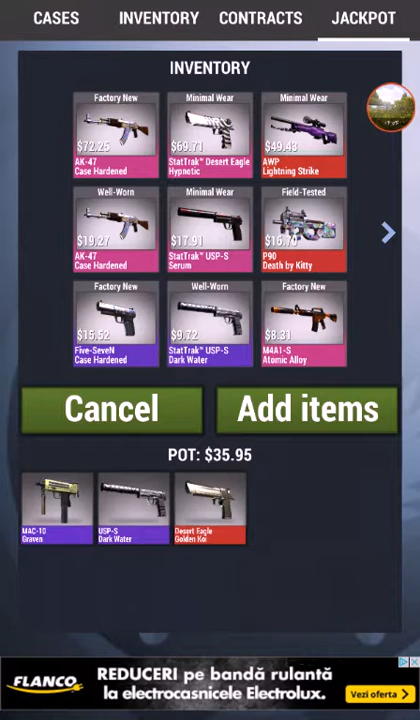 CASES INVENTORY CONTRACTS JACKPOT
INVENTORY
Factory New Minimal Wear Minimal Wear
$72.25 $69.71 $49.43
AK-47 StatTrak™ Desert Eagle AWP
Case Hardened Hypnotic Lightning Strike
Well-Worn Minimal Wear Field-Tested
$19.27 $17.91 $16.70
AK-47 StatTrak™ USP-S P90
Case Hardened Serum Death by Kitty
Factory New Well-Worn Factory New
$15.52 $9.72 $8.31
Five-SeveN StatTrak™ USP-S M4A1-S
Case Hardened Dark Water Atomic Alloy
Cancel Add items
POT: $35.95
MAC-10 USP-S Desert Eagle
Graven Dark Water Golden Koi
FLANCO REDUCERI pe bandă rulantă
la electrocasnicele Electrolux.
Vezi oferta